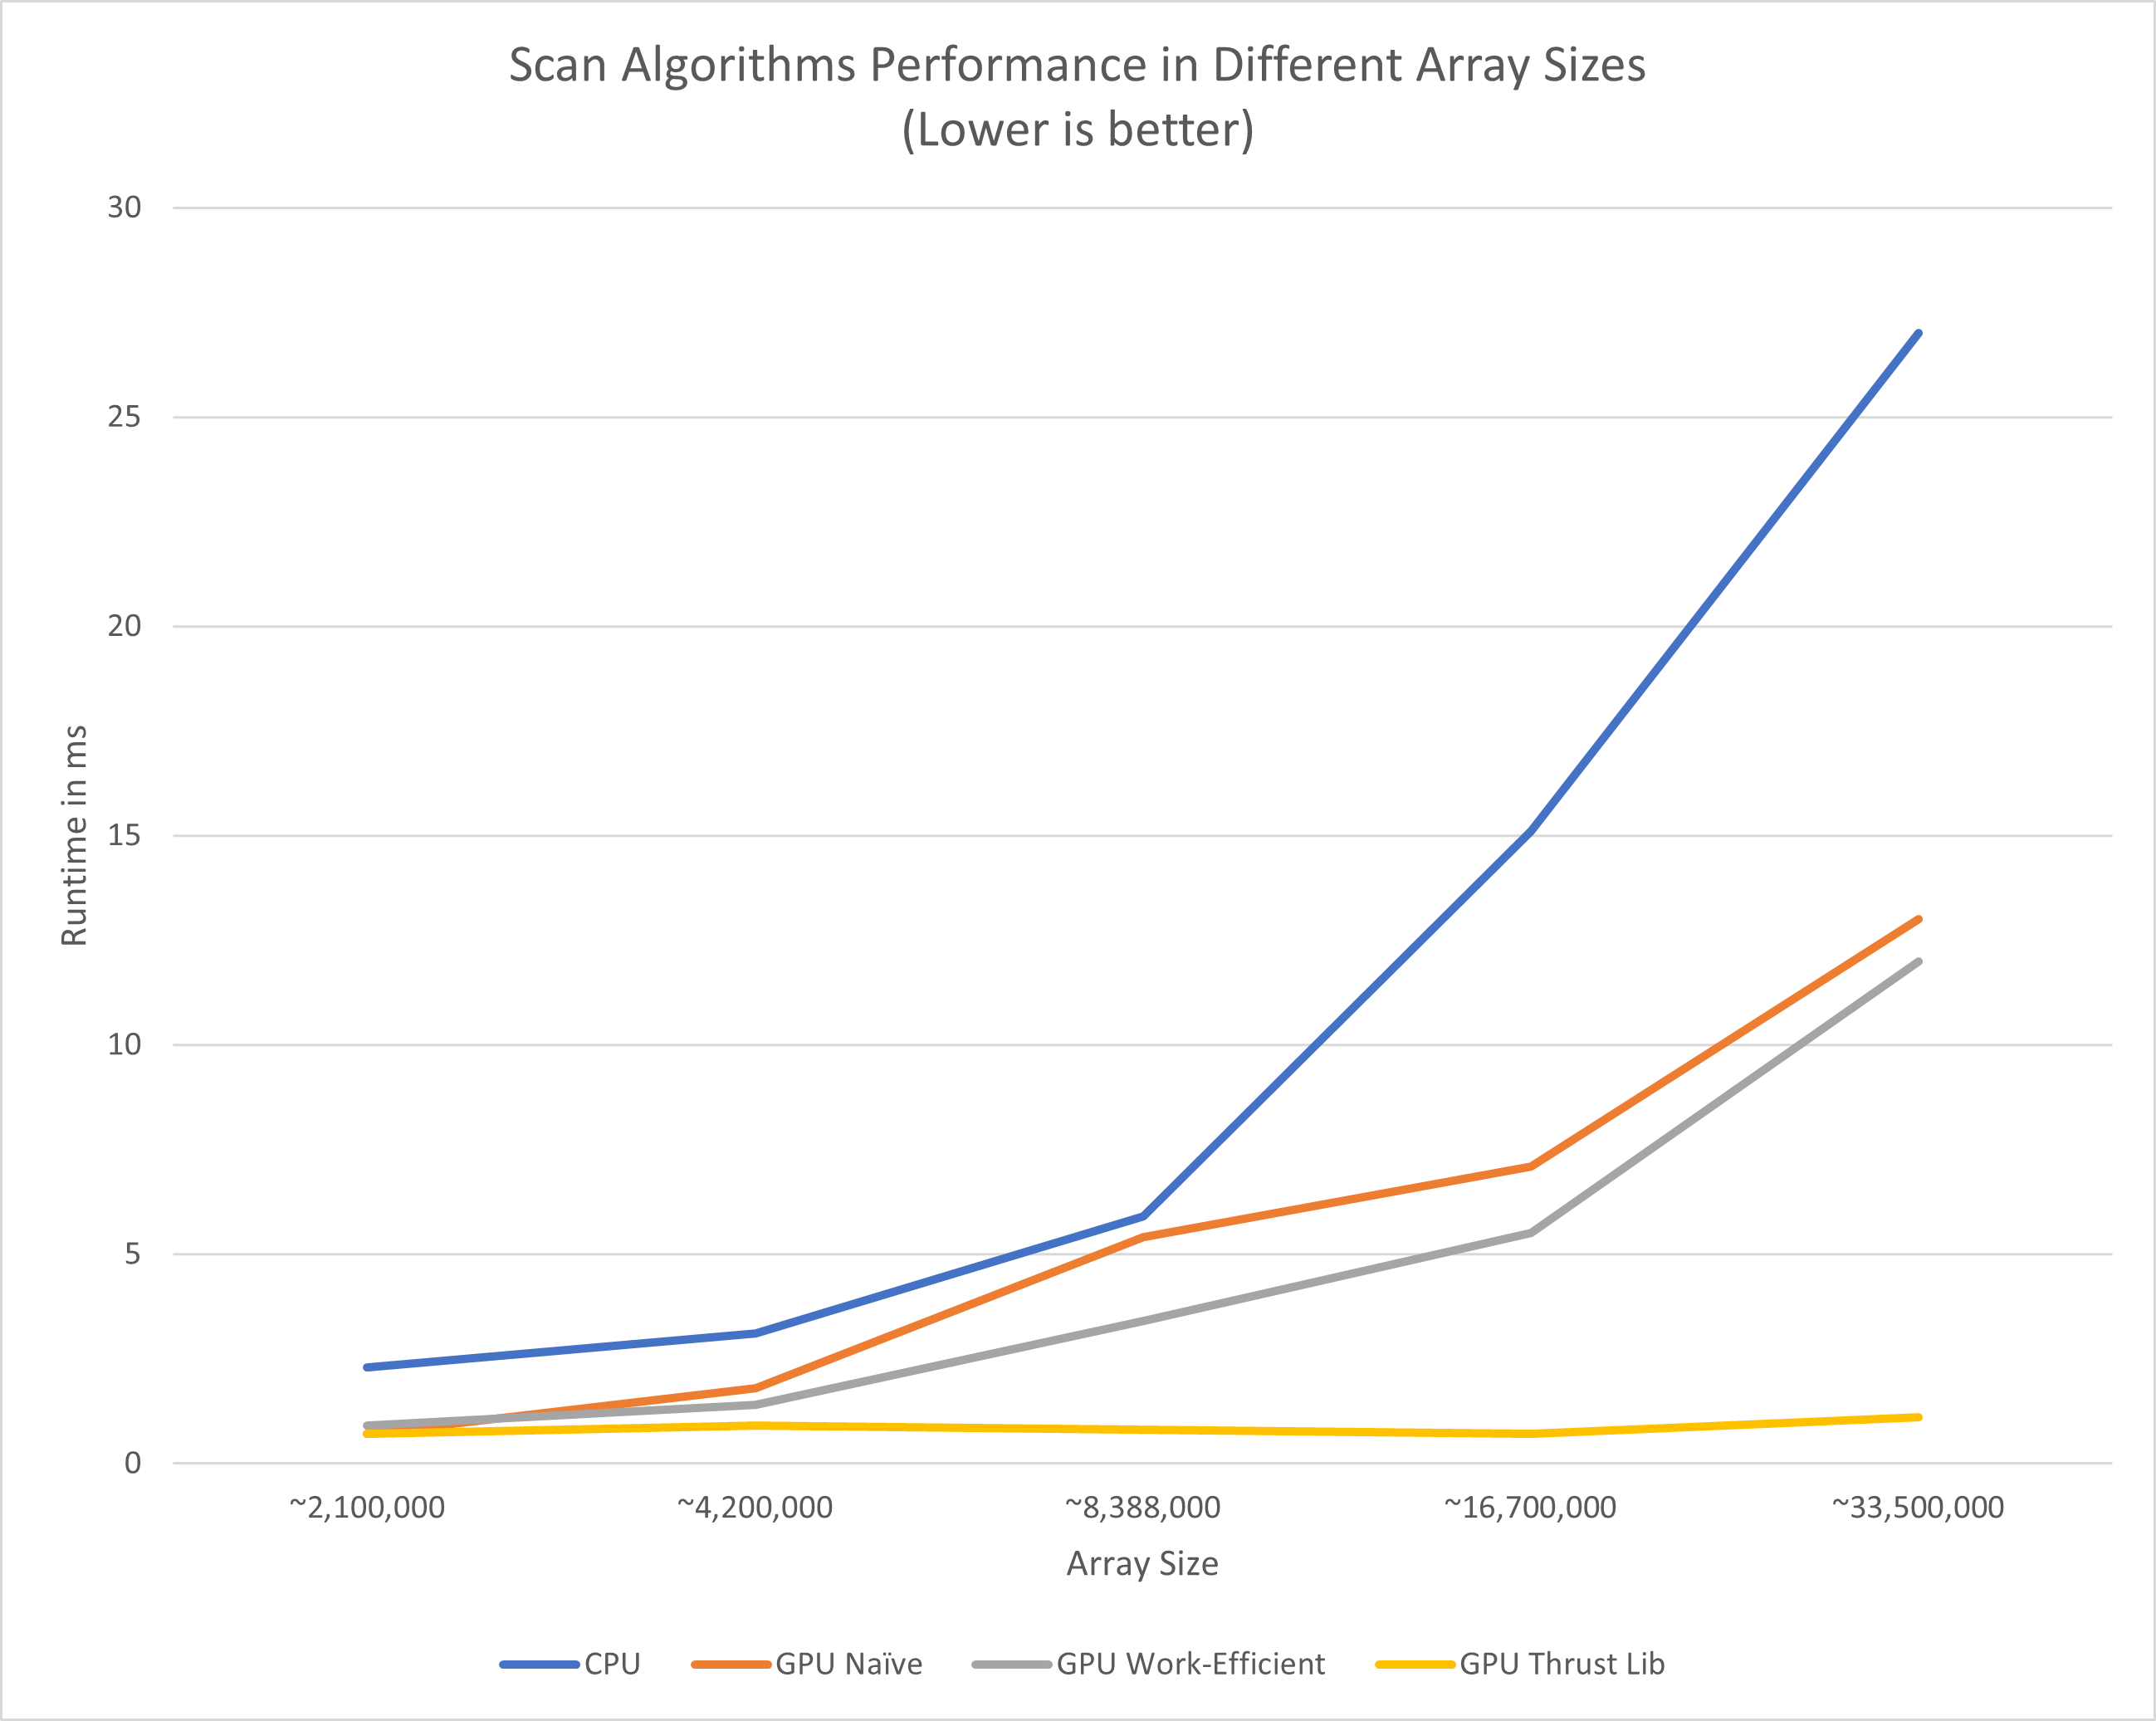 Scan Algorithms Performance in Different Array Sizes
(Lower is better)
30
25
20
15
10
5
0
Runtime in ms
~2,100,000 ~4,200,000 ~8,388,000 ~16,700,000 ~33,500,000
Array Size
CPU GPU Naïve GPU Work-Efficient GPU Thrust Lib